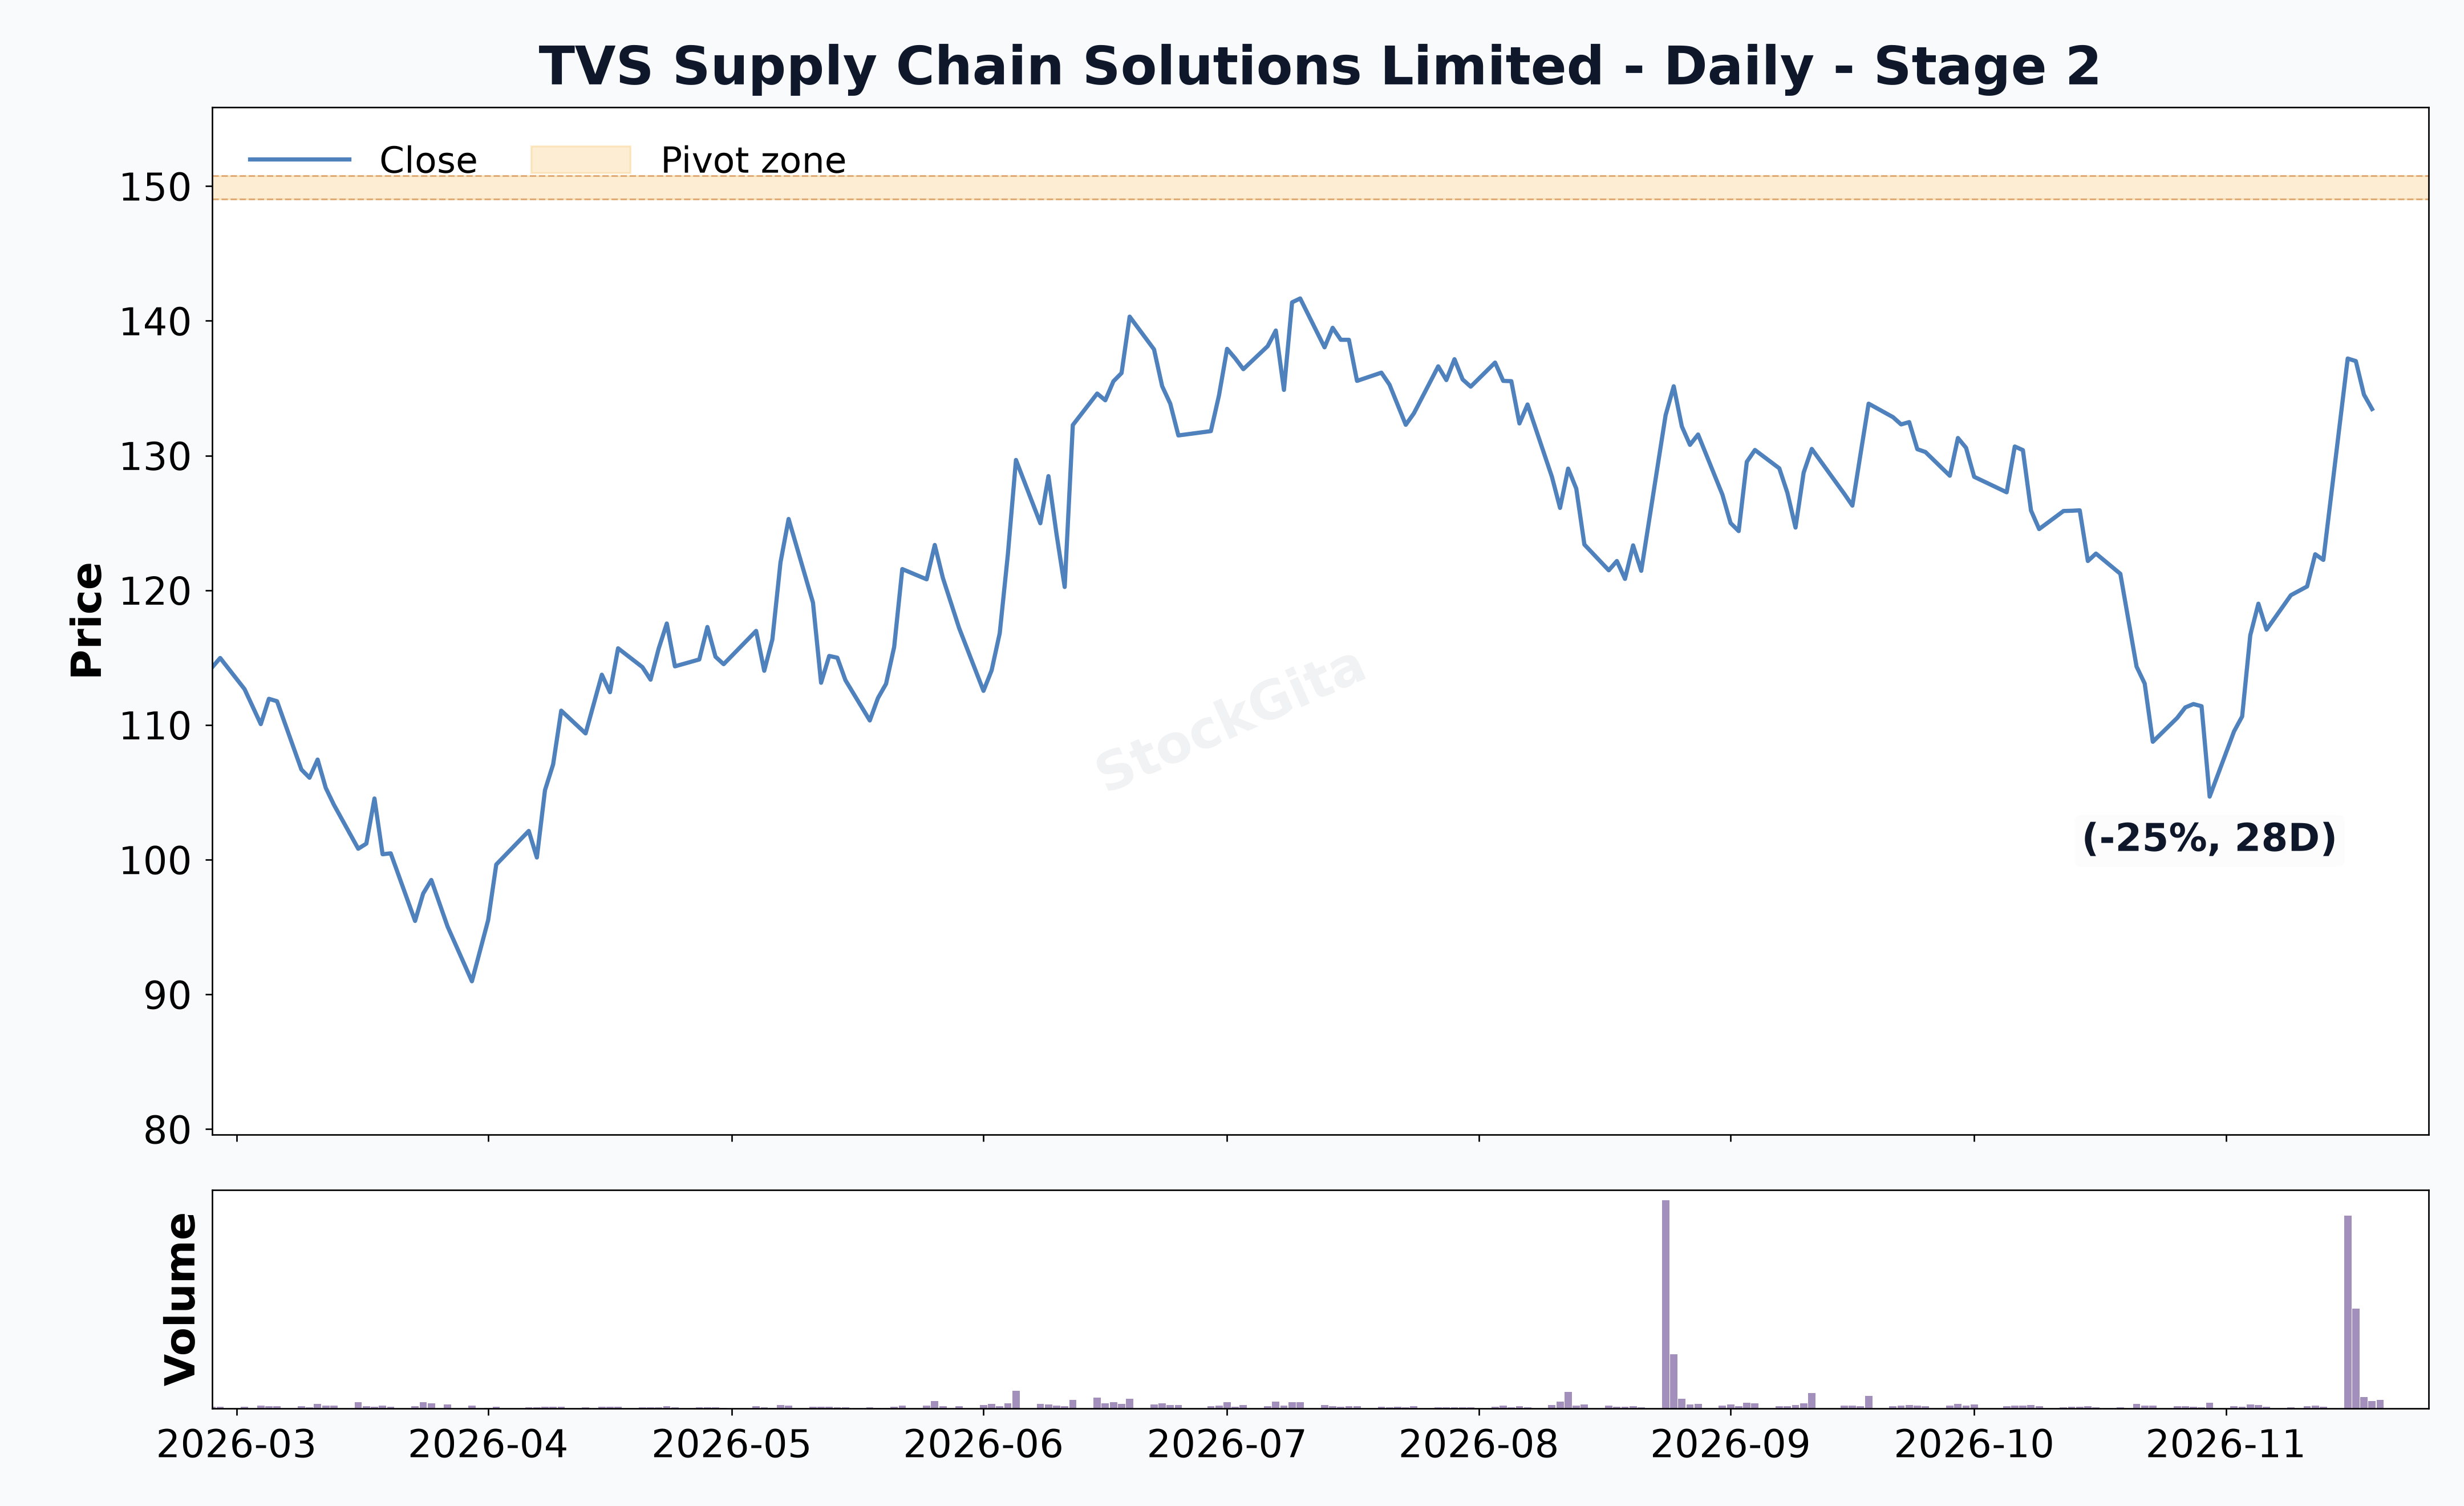 TVS Supply Chain Solutions Limited - Daily - Stage 2
Close
Pivot zone
150
140
130
120
110
100
90
80
Price
StockGita
(-25%, 28D)
Volume
2026-03
2026-04
2026-05
2026-06
2026-07
2026-08
2026-09
2026-10
2026-11